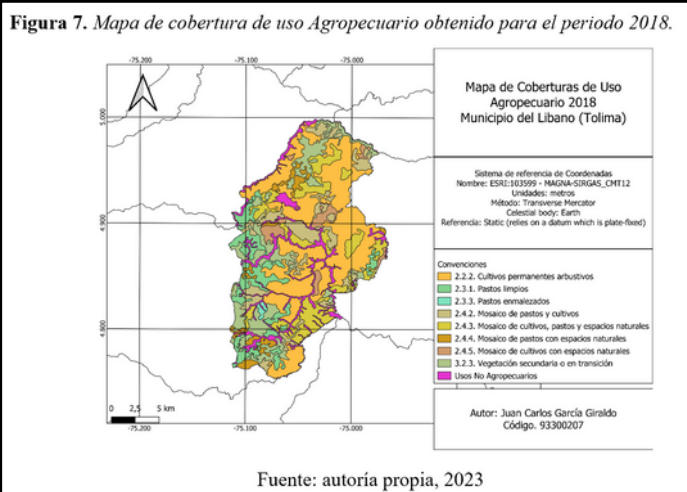 Figura 7. Mapa de cobertura de uso Agropecuario obtenido para el periodo 2018.
-75.200
-75.100
-75.000
5.000
4.900
4.800
-75.200
-75.100
-75.000
0 2,5 5 km
Mapa de Coberturas de Uso
Agropecuario 2018
Municipio del Libano (Tolima)
Sistema de referencia de Coordenadas
Nombre: ESRI:103599 - MAGNA-SIRGAS_CMT12
Unidades: metros
Método: Transverse Mercator
Celestial body: Earth
Referencia: Static (relies on a datum which is plate-fixed)
Convenciones
2.2.2. Cultivos permanentes arbustivos
2.3.1. Pastos limpios
2.3.3. Pastos enmalezados
2.4.2. Mosaico de pastos y cultivos
2.4.3. Mosaico de cultivos, pastos y espacios naturales
2.4.4. Mosaico de pastos con espacios naturales
2.4.5. Mosaico de cultivos con espacios naturales
3.2.3. Vegetación secundaria o en transición
Usos No Agropecuarios
Autor: Juan Carlos García Giraldo
Código. 93300207
Fuente: autoría propia, 2023